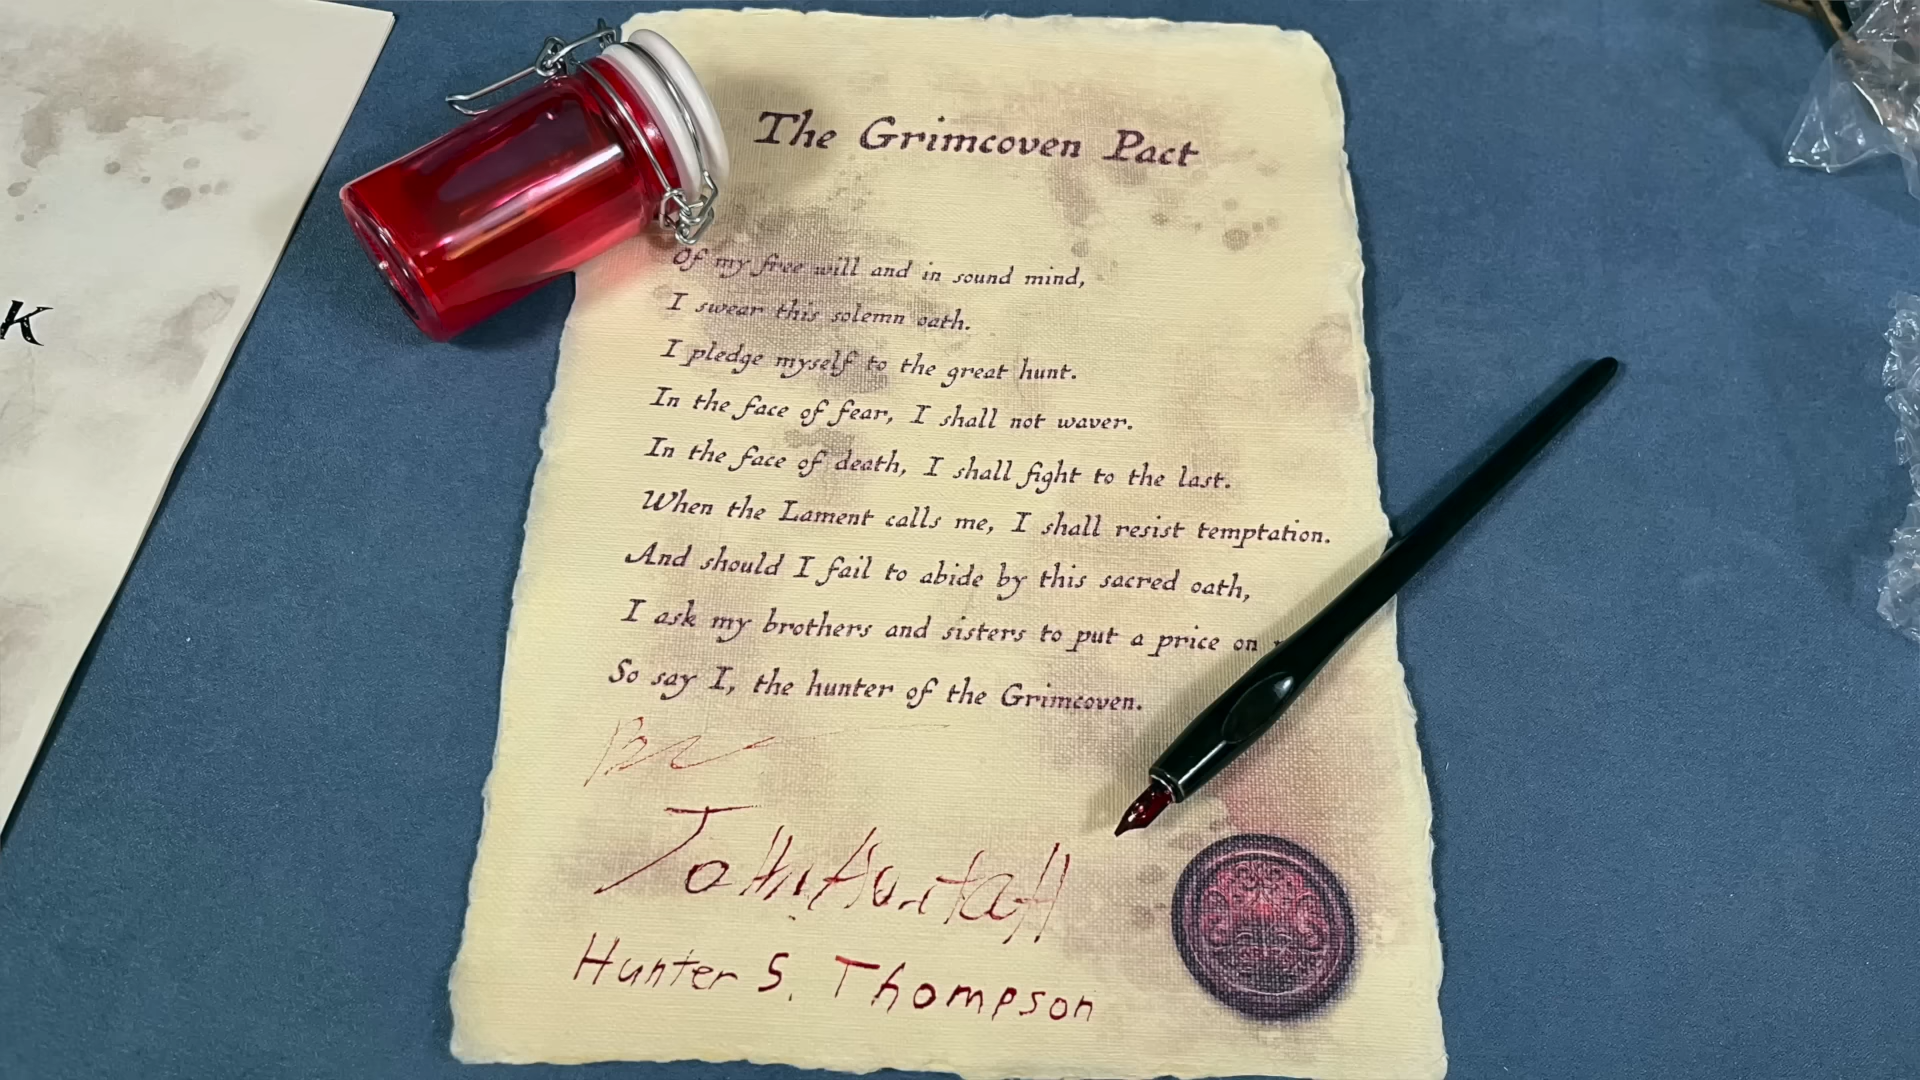 The Grimcoven Pact
Of my free will and in sound mind,
I swear this solemn oath.
I pledge myself to the great hunt.
In the face of fear, I shall not waver.
In the face of death, I shall fight to the last.
When the Lament calls me, I shall resist temptation.
And should I fail to abide by this sacred oath,
I ask my brothers and sisters to put a price on
So say I, the hunter of the Grimcoven.
Hunter S. Thompson
K